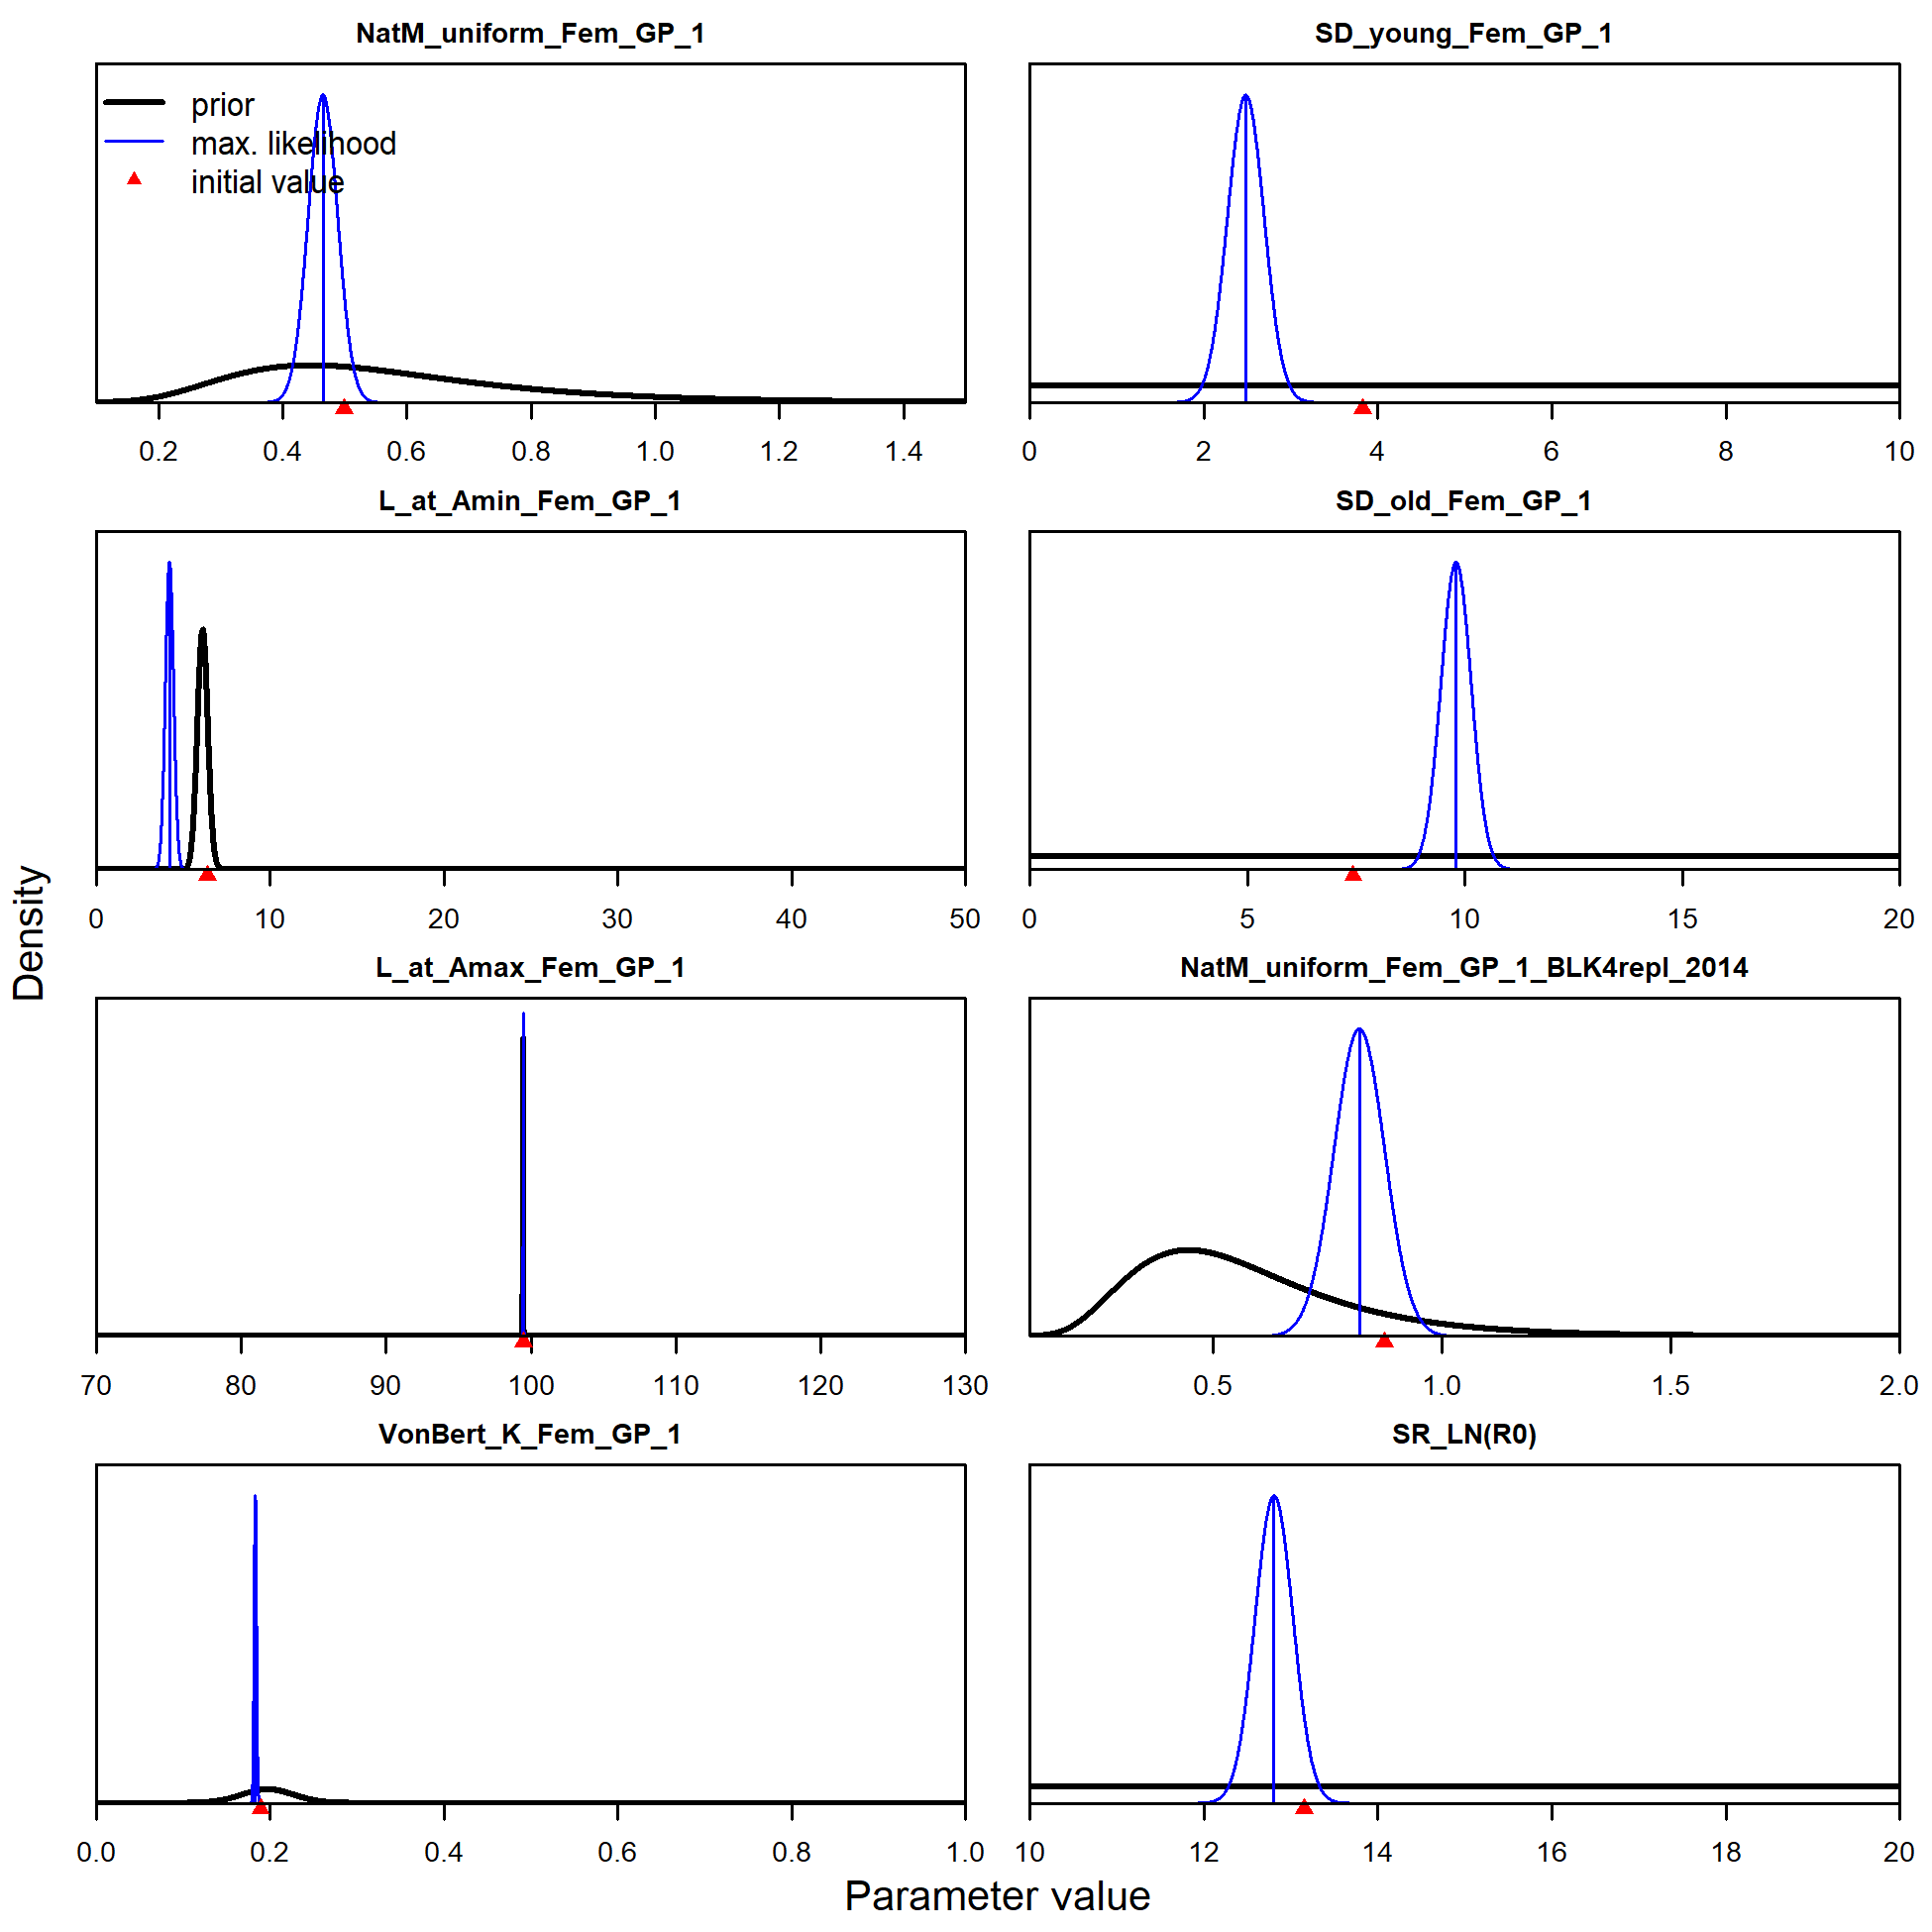 NatM_uniform_Fem_GP_1
prior
max. likelihood
initial value
0.2 0.4 0.6 0.8 1.0 1.2 1.4
SD_young_Fem_GP_1
0 2 4 6 8 10
L_at_Amin_Fem_GP_1
0 10 20 30 40 50
SD_old_Fem_GP_1
0 5 10 15 20
L_at_Amax_Fem_GP_1
70 80 90 100 110 120 130
NatM_uniform_Fem_GP_1_BLK4repl_2014
0.5 1.0 1.5 2.0
VonBert_K_Fem_GP_1
0.0 0.2 0.4 0.6 0.8 1.0
SR_LN(R0)
10 12 14 16 18 20
Density
Parameter value